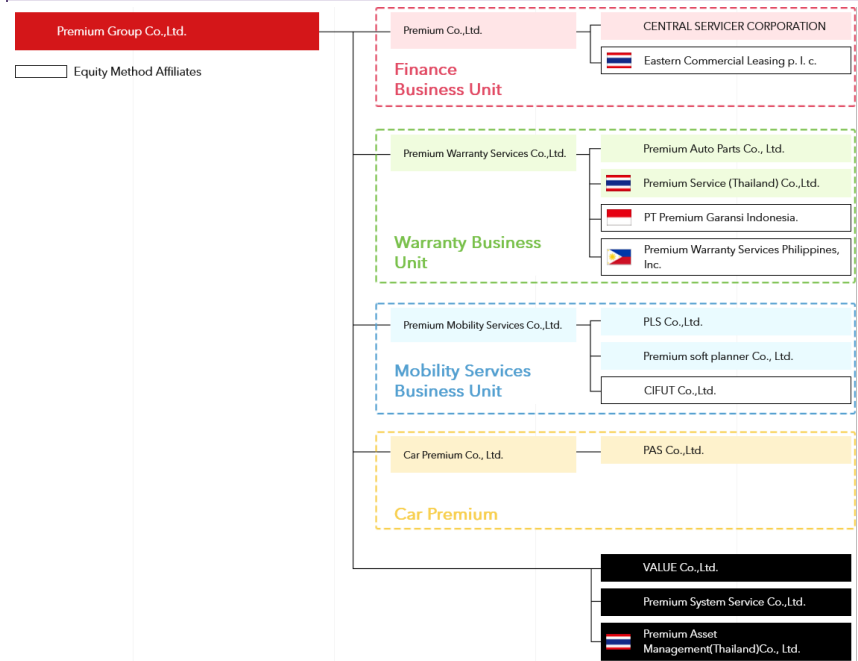 Premium Group Co.,Ltd.
Equity Method Affiliates
Premium Co.,Ltd.
CENTRAL SERVICER CORPORATION
Eastern Commercial Leasing p. l. c.
Finance
Business Unit
Premium Warranty Services Co.,Ltd.
Premium Auto Parts Co., Ltd.
Premium Service (Thailand) Co.,Ltd.
PT Premium Garansi Indonesia.
Premium Warranty Services Philippines,
Inc.
Warranty Business
Unit
Premium Mobility Services Co.,Ltd.
PLS Co.,Ltd.
Premium soft planner Co., Ltd.
CIFUT Co.,Ltd.
Mobility Services
Business Unit
Car Premium Co., Ltd.
PAS Co.,Ltd.
Car Premium
VALUE Co.,Ltd.
Premium System Service Co.,Ltd.
Premium Asset
Management(Thailand)Co., Ltd.